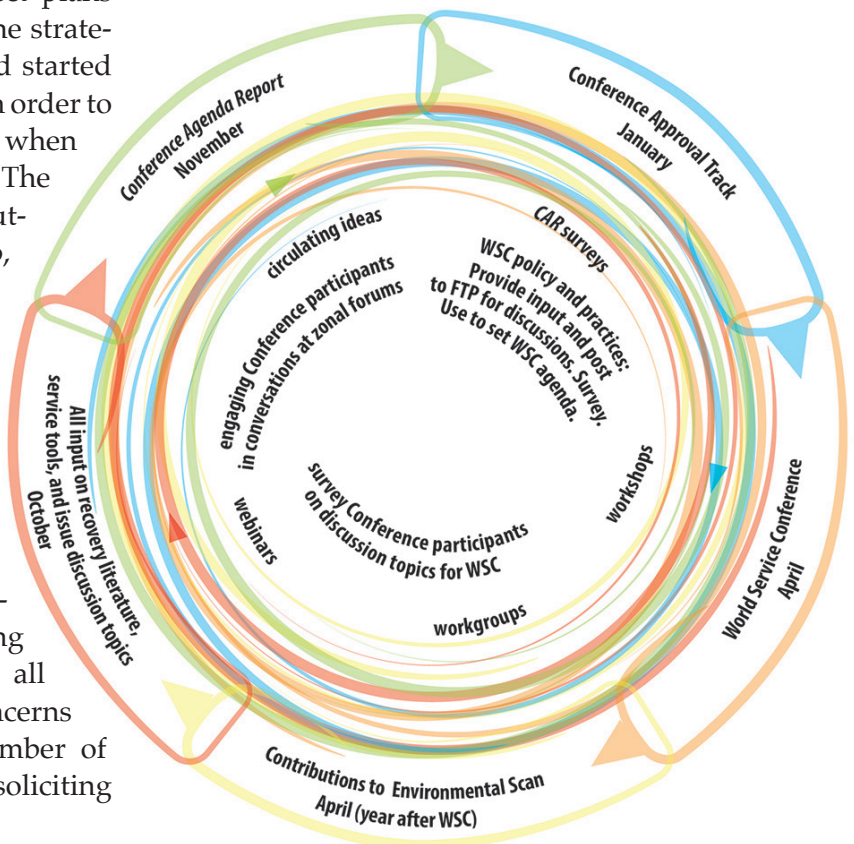 ect plans
ne strate-
d started
n order to
when
The
ut-
o,
-
ng
all
ncerns
mber of
soliciting
Conference Agenda Report
November
Conference Approval Track
January
World Service Conference
April
Contributions to Environmental Scan
April (year after WSC)
All input on recovery literature,
service tools, and issue discussion topics
October
circulating ideas
engaging Conference participants
in conversations at zonal forums
CAR surveys
WSC policy and practices:
Provide input and post
to FTP for discussions. Survey.
Use to set WSC agenda.
workshops
survey Conference participants
on discussion topics for WSC
webinars
workgroups